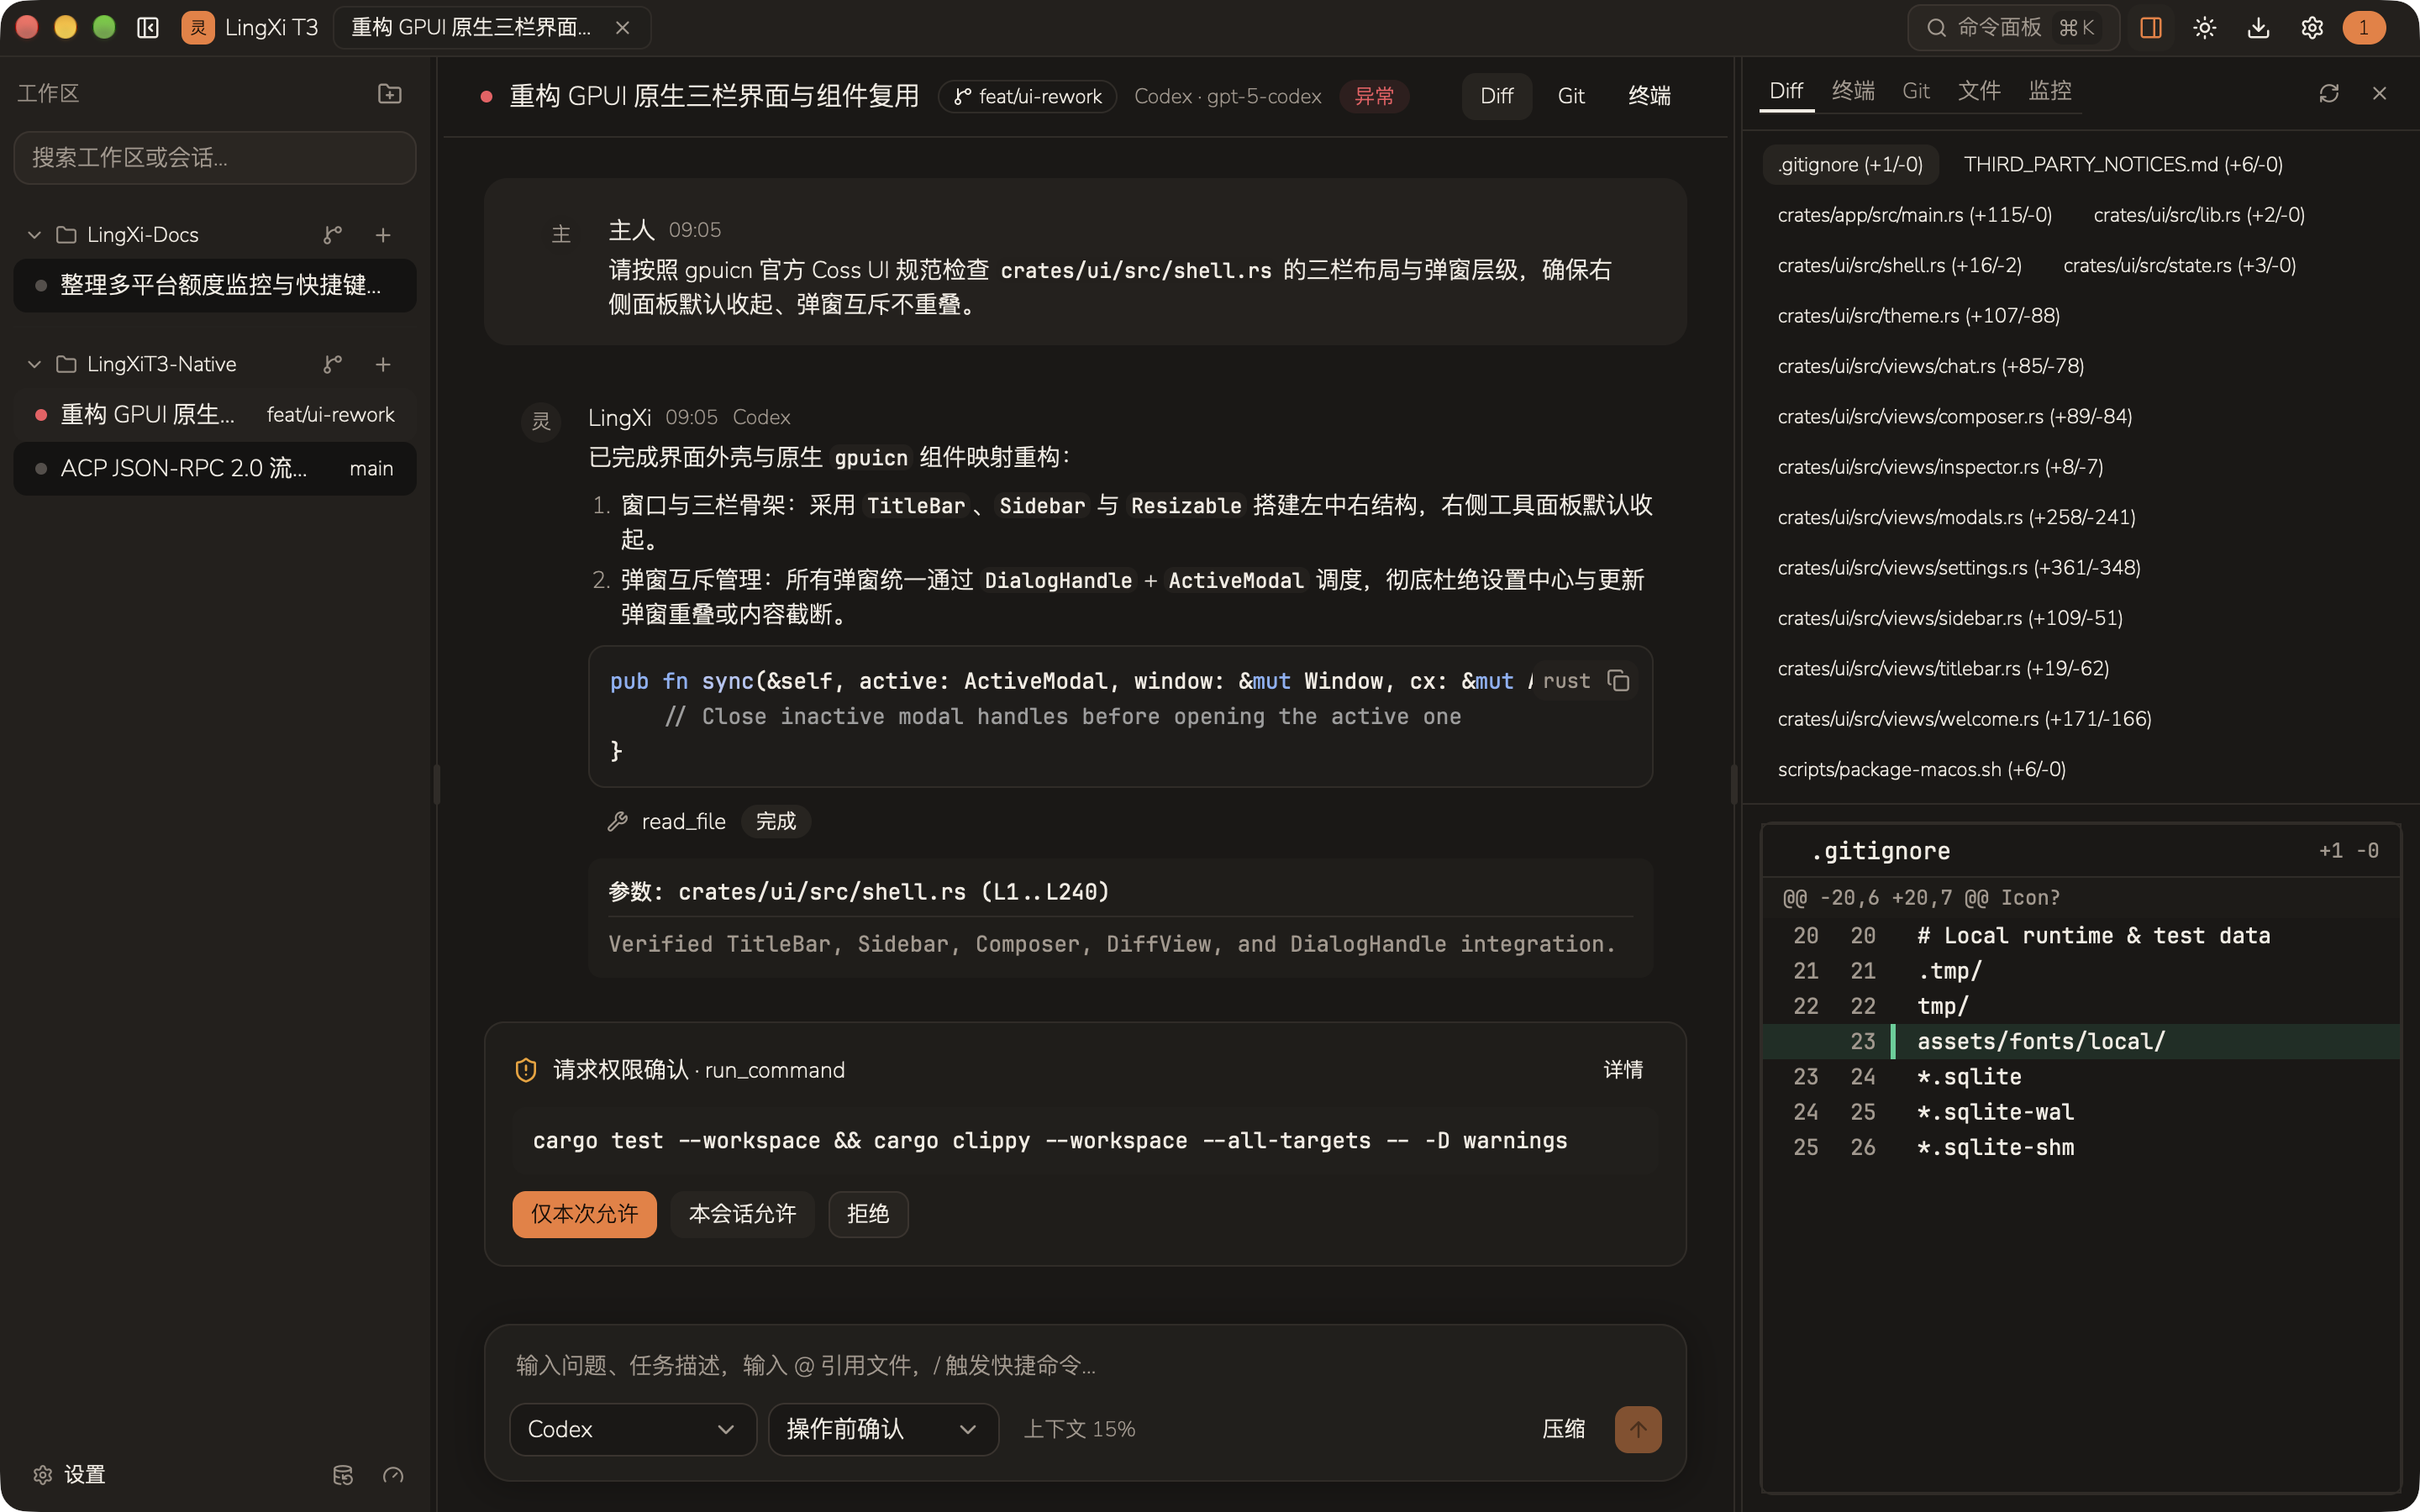 灵 LingXi T3 重构 GPUI 原生三栏界面... 命令面板 ⌘K 1
工作区
搜索工作区或会话...
LingXi-Docs
整理多平台额度监控与快捷键...
LingXiT3-Native
重构 GPUI 原生... feat/ui-rework
ACP JSON-RPC 2.0 流... main
设置
重构 GPUI 原生三栏界面与组件复用 feat/ui-rework Codex · gpt-5-codex 异常 Diff Git 终端
主 主人 09:05
请按照 gpuicn 官方 Coss UI 规范检查 crates/ui/src/shell.rs 的三栏布局与弹窗层级，确保右
侧面板默认收起、弹窗互斥不重叠。
灵 LingXi 09:05 Codex
已完成界面外壳与原生 gpuicn 组件映射重构：
1. 窗口与三栏骨架：采用 TitleBar、Sidebar 与 Resizable 搭建左中右结构，右侧工具面板默认收
起。
2. 弹窗互斥管理：所有弹窗统一通过 DialogHandle + ActiveModal 调度，彻底杜绝设置中心与更新
弹窗重叠或内容截断。
pub fn sync(&self, active: ActiveModal, window: &mut Window, cx: &mut rust
// Close inactive modal handles before opening the active one
}
read_file 完成
参数: crates/ui/src/shell.rs (L1..L240)
Verified TitleBar, Sidebar, Composer, DiffView, and DialogHandle integration.
请求权限确认 · run_command 详情
cargo test --workspace && cargo clippy --workspace --all-targets -- -D warnings
仅本次允许 本会话允许 拒绝
输入问题、任务描述，输入 @ 引用文件，/ 触发快捷命令...
Codex 操作前确认 上下文 15% 压缩
Diff 终端 Git 文件 监控
.gitignore (+1/-0) THIRD_PARTY_NOTICES.md (+6/-0)
crates/app/src/main.rs (+115/-0) crates/ui/src/lib.rs (+2/-0)
crates/ui/src/shell.rs (+16/-2) crates/ui/src/state.rs (+3/-0)
crates/ui/src/theme.rs (+107/-88)
crates/ui/src/views/chat.rs (+85/-78)
crates/ui/src/views/composer.rs (+89/-84)
crates/ui/src/views/inspector.rs (+8/-7)
crates/ui/src/views/modals.rs (+258/-241)
crates/ui/src/views/settings.rs (+361/-348)
crates/ui/src/views/sidebar.rs (+109/-51)
crates/ui/src/views/titlebar.rs (+19/-62)
crates/ui/src/views/welcome.rs (+171/-166)
scripts/package-macos.sh (+6/-0)
.gitignore +1 -0
@@ -20,6 +20,7 @@ Icon?
20 20 # Local runtime & test data
21 21 .tmp/
22 22 tmp/
23 assets/fonts/local/
23 24 *.sqlite
24 25 *.sqlite-wal
25 26 *.sqlite-shm